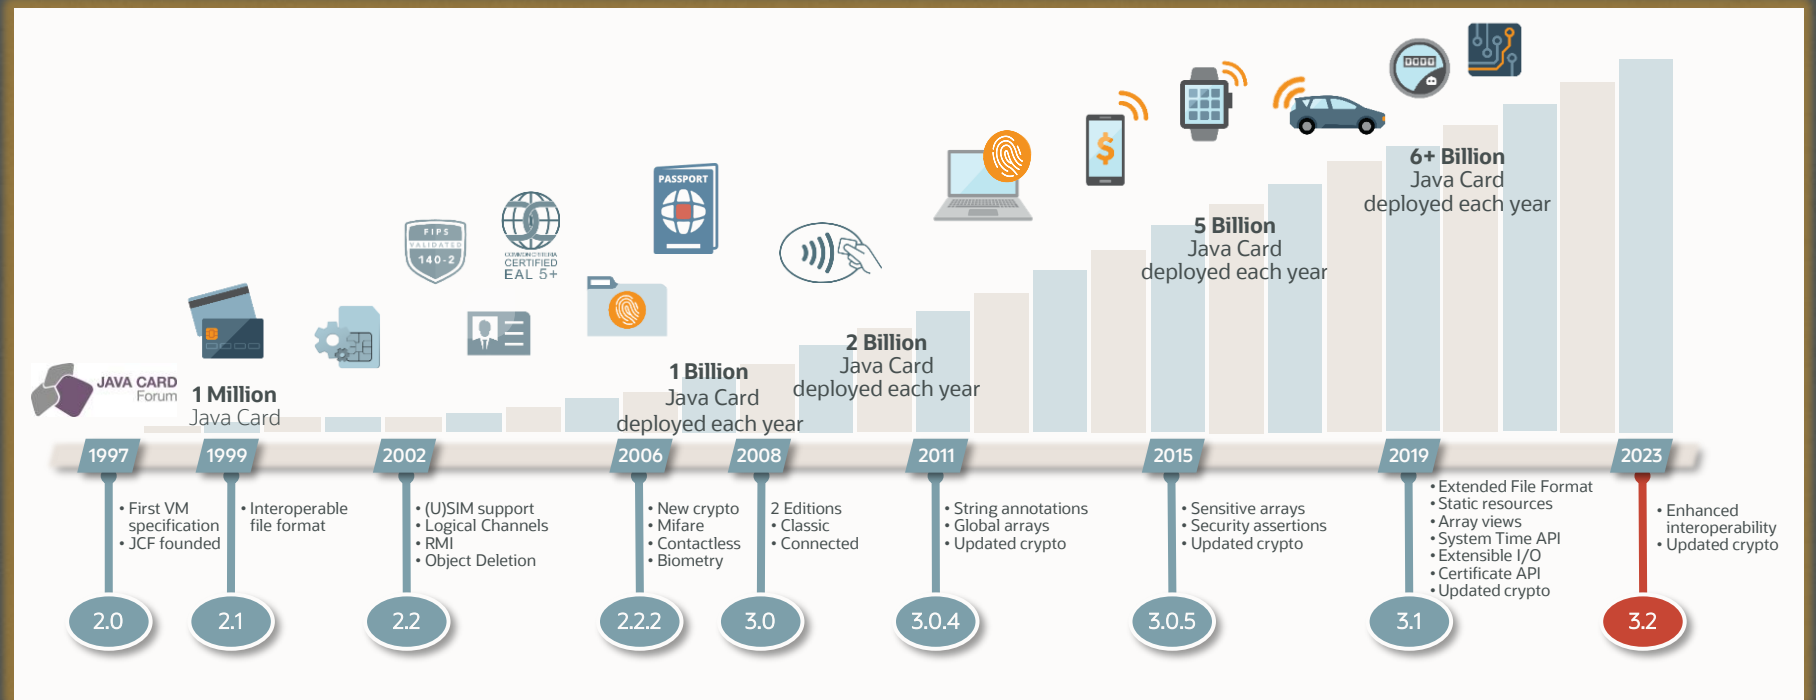 FIPS
VALIDATED
140-2
COMMON CRITERIA
CERTIFIED
EAL 5+
PASSPORT
$
0000
JAVA CARD
Forum
1 Million
Java Card
1 Billion
Java Card
deployed each year
2 Billion
Java Card
deployed each year
5 Billion
Java Card
deployed each year
6+ Billion
Java Card
deployed each year
1997
1999
2002
2006
2008
2011
2015
2019
2023
• First VM
specification
• JCF founded
• Interoperable
file format
• (U)SIM support
• Logical Channels
• RMI
• Object Deletion
• New crypto
• Mifare
• Contactless
• Biometry
2 Editions
• Classic
• Connected
• String annotations
• Global arrays
• Updated crypto
• Sensitive arrays
• Security assertions
• Updated crypto
• Extended File Format
• Static resources
• Array views
• System Time API
• Extensible I/O
• Certificate API
• Updated crypto
• Enhanced
interoperability
• Updated crypto
2.0
2.1
2.2
2.2.2
3.0
3.0.4
3.0.5
3.1
3.2